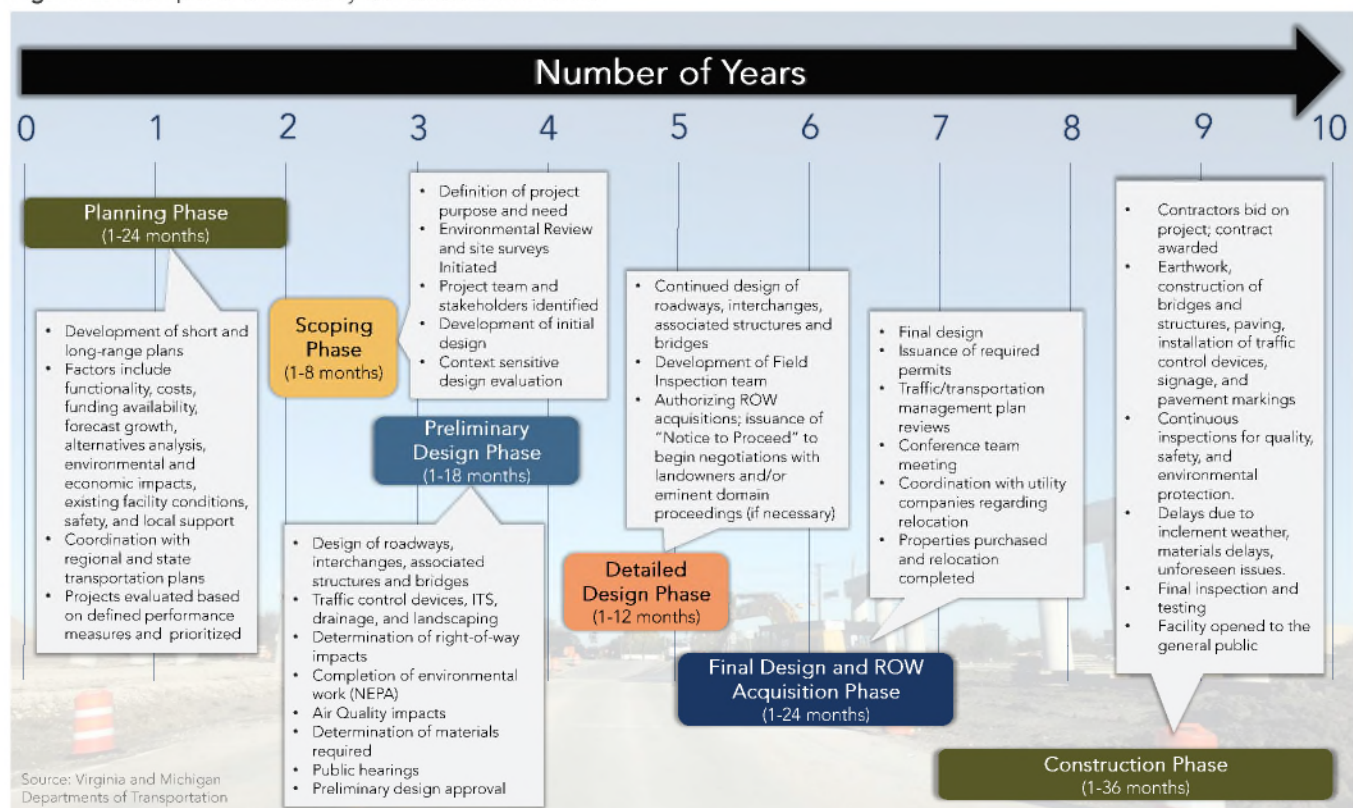 Number of Years
0 1 2 3 4 5 6 7 8 9 10
Planning Phase
(1-24 months)
• Development of short and
long-range plans
• Factors include
functionality, costs,
funding availability,
forecast growth,
alternatives analysis,
environmental and
economic impacts,
existing facility conditions,
safety, and local support
• Coordination with
regional and state
transportation plans
• Projects evaluated based
on defined performance
measures and prioritized
Scoping
Phase
(1-8 months)
• Definition of project
purpose and need
• Environmental Review
and site surveys
Initiated
• Project team and
stakeholders identified
• Development of initial
design
• Context sensitive
design evaluation
Preliminary
Design Phase
(1-18 months)
• Design of roadways,
interchanges, associated
structures and bridges
• Traffic control devices, ITS,
drainage, and landscaping
• Determination of right-of-way
impacts
• Completion of environmental
work (NEPA)
• Air Quality impacts
• Determination of materials
required
• Public hearings
• Preliminary design approval
• Continued design of
roadways, interchanges,
associated structures and
bridges
• Development of Field
Inspection team
• Authorizing ROW
acquisitions; issuance of
"Notice to Proceed" to
begin negotiations with
landowners and/or
eminent domain
proceedings (if necessary)
Detailed
Design Phase
(1-12 months)
• Final design
• Issuance of required
permits
• Traffic/transportation
management plan
reviews
• Conference team
meeting
• Coordination with utility
companies regarding
relocation
• Properties purchased
and relocation
completed
Final Design and ROW
Acquisition Phase
(1-24 months)
• Contractors bid on
project; contract
awarded
• Earthwork,
construction of
bridges and
structures, paving,
installation of traffic
control devices,
signage, and
pavement markings
• Continuous
inspections for quality,
safety, and
environmental
protection.
• Delays due to
inclement weather,
materials delays,
unforeseen issues.
• Final inspection and
testing
• Facility opened to the
general public
Construction Phase
(1-36 months)
Source: Virginia and Michigan
Departments of Transportation